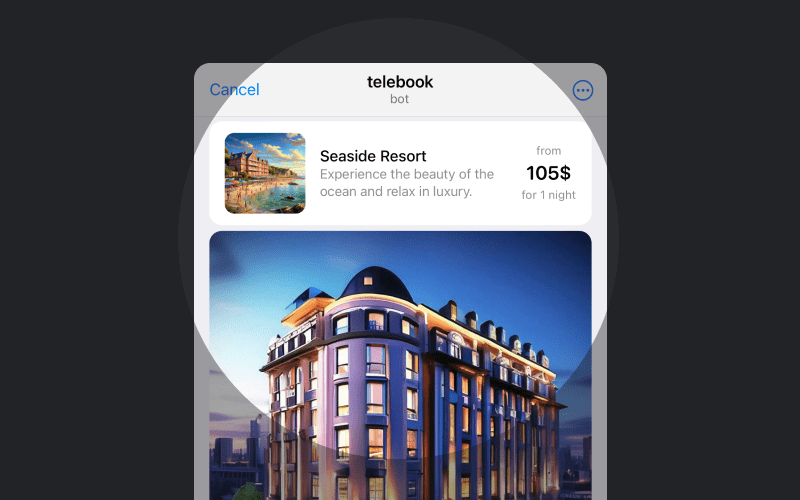 Cancel
telebook
bot
Seaside Resort
Experience the beauty of the
ocean and relax in luxury.
from
105$
for 1 night